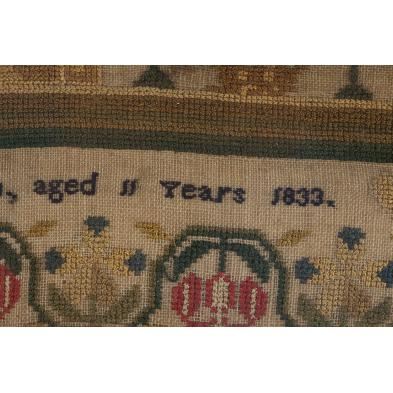 , aged 11 Years 1833.